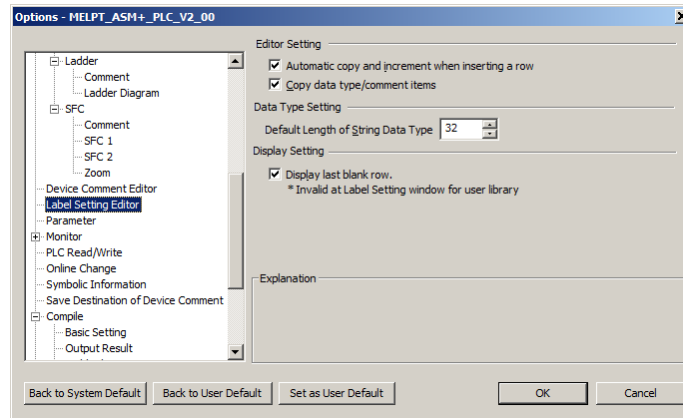 Options - MELPT_ASM+_PLC_V2_00
Ladder
Comment
Ladder Diagram
SFC
Comment
SFC 1
SFC 2
Zoom
Device Comment Editor
Label Setting Editor
Parameter
Monitor
PLC Read/Write
Online Change
Symbolic Information
Save Destination of Device Comment
Compile
Basic Setting
Output Result
Editor Setting
Automatic copy and increment when inserting a row
Copy data type/comment items
Data Type Setting
Default Length of String Data Type 32
Display Setting
Display last blank row.
* Invalid at Label Setting window for user library
Explanation
Back to System Default
Back to User Default
Set as User Default
OK
Cancel